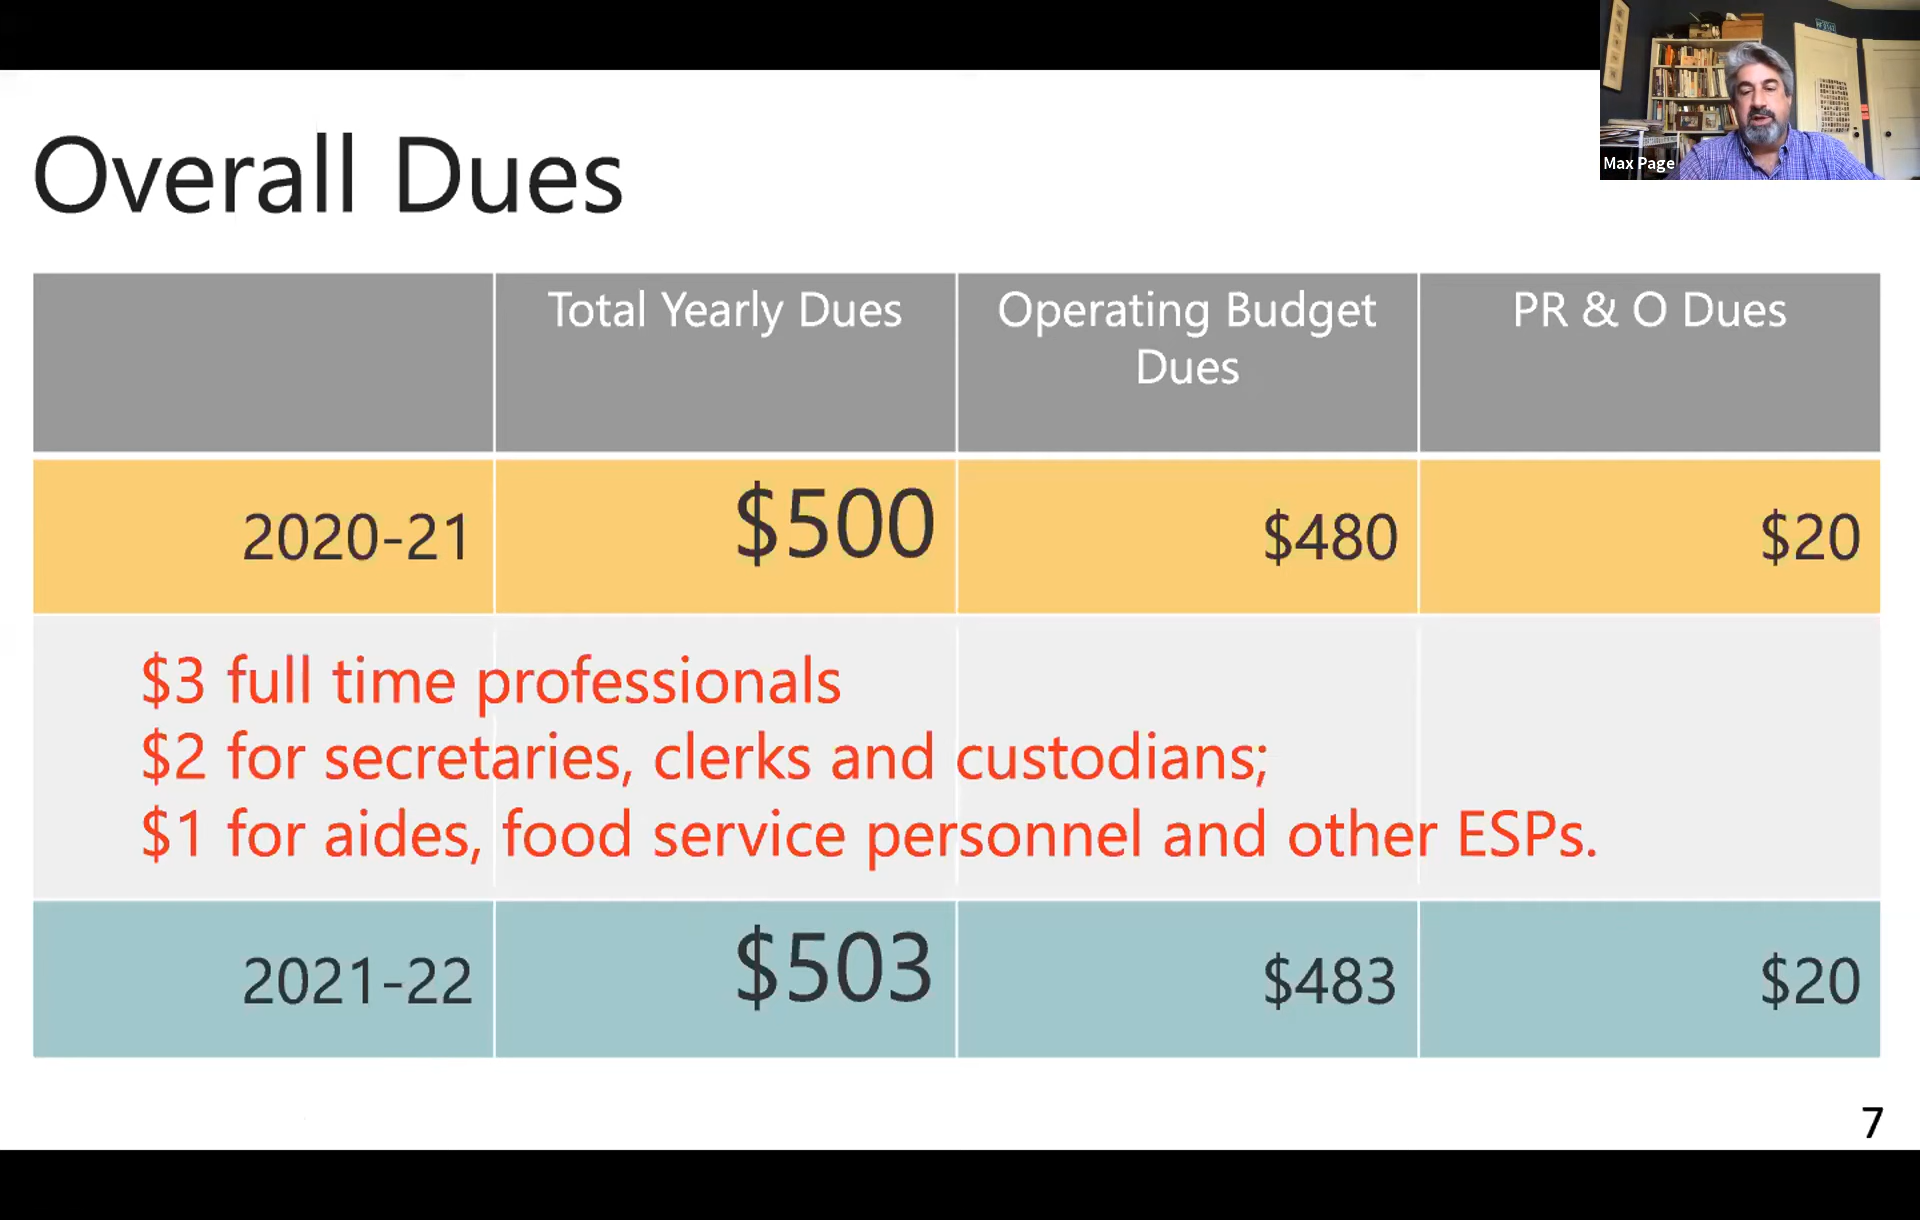 Max Page
Overall Dues
Total Yearly Dues
Operating Budget
Dues
PR & O Dues
2020-21 $500 $480 $20
$3 full time professionals
$2 for secretaries, clerks and custodians;
$1 for aides, food service personnel and other ESPs.
2021-22 $503 $483 $20
7